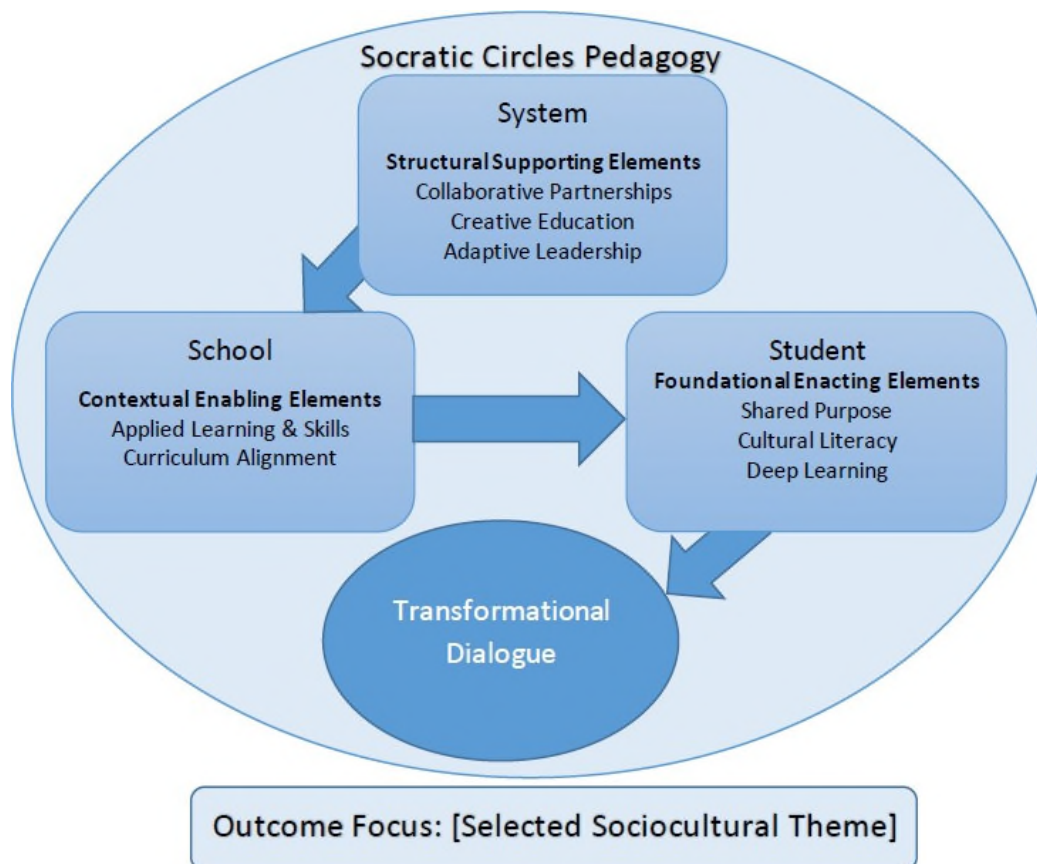 Socratic Circles Pedagogy
System
Structural Supporting Elements
Collaborative Partnerships
Creative Education
Adaptive Leadership
School
Contextual Enabling Elements
Applied Learning & Skills
Curriculum Alignment
Student
Foundational Enacting Elements
Shared Purpose
Cultural Literacy
Deep Learning
Transformational
Dialogue
Outcome Focus: [Selected Sociocultural Theme]